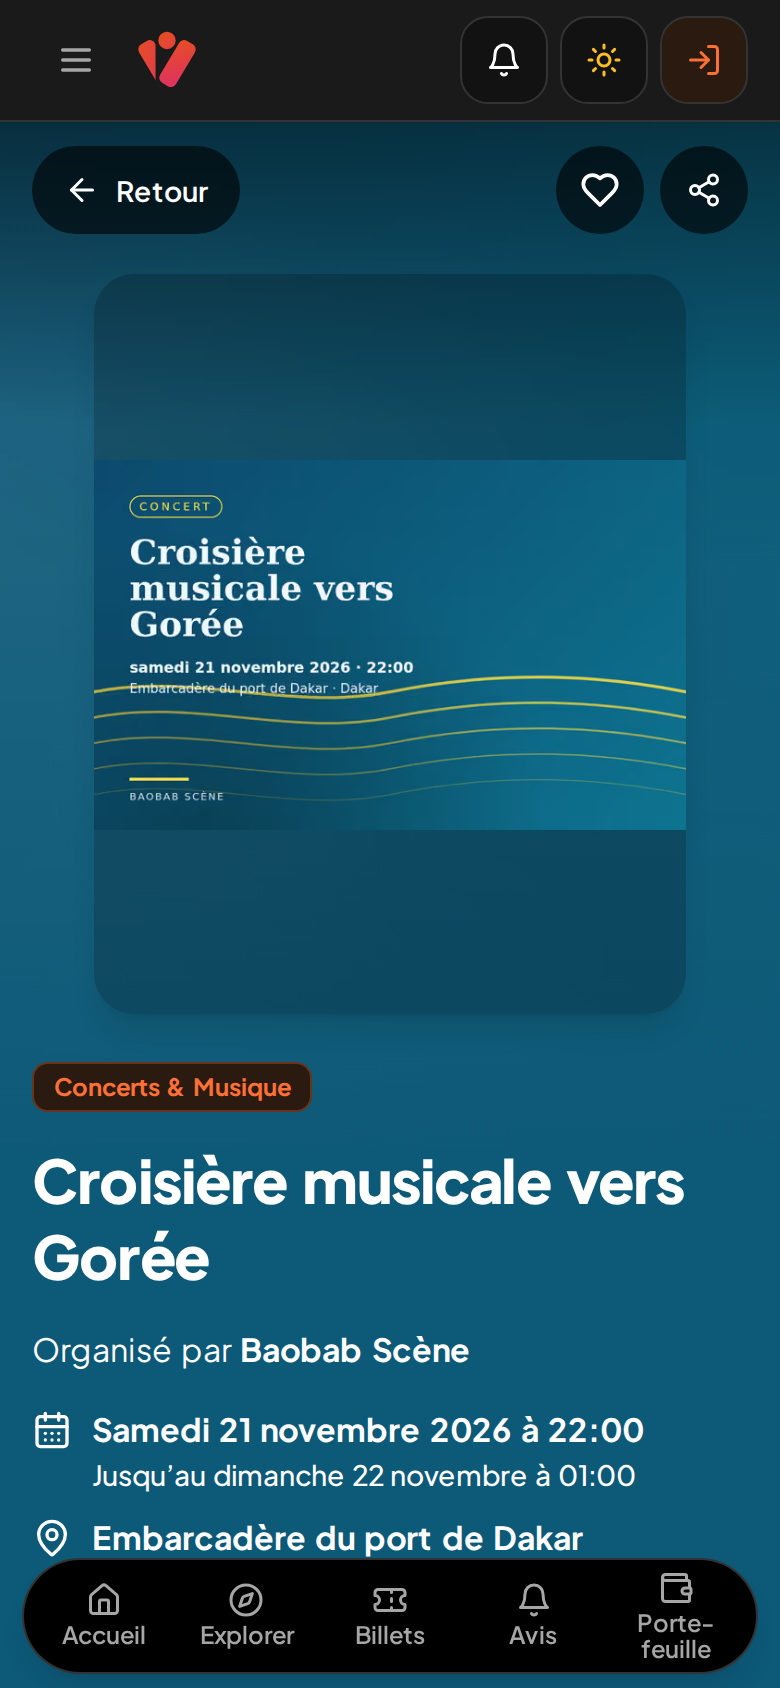 Retour
CONCERT
Croisière
musicale vers
Gorée
samedi 21 novembre 2026 · 22:00
Embarcadère du port de Dakar · Dakar
BAOBAB SCÈNE
Concerts & Musique
Croisière musicale vers
Gorée
Organisé par Baobab Scène
Samedi 21 novembre 2026 à 22:00
Jusqu’au dimanche 22 novembre à 01:00
Embarcadère du port de Dakar
Accueil
Explorer
Billets
Avis
Porte-
feuille